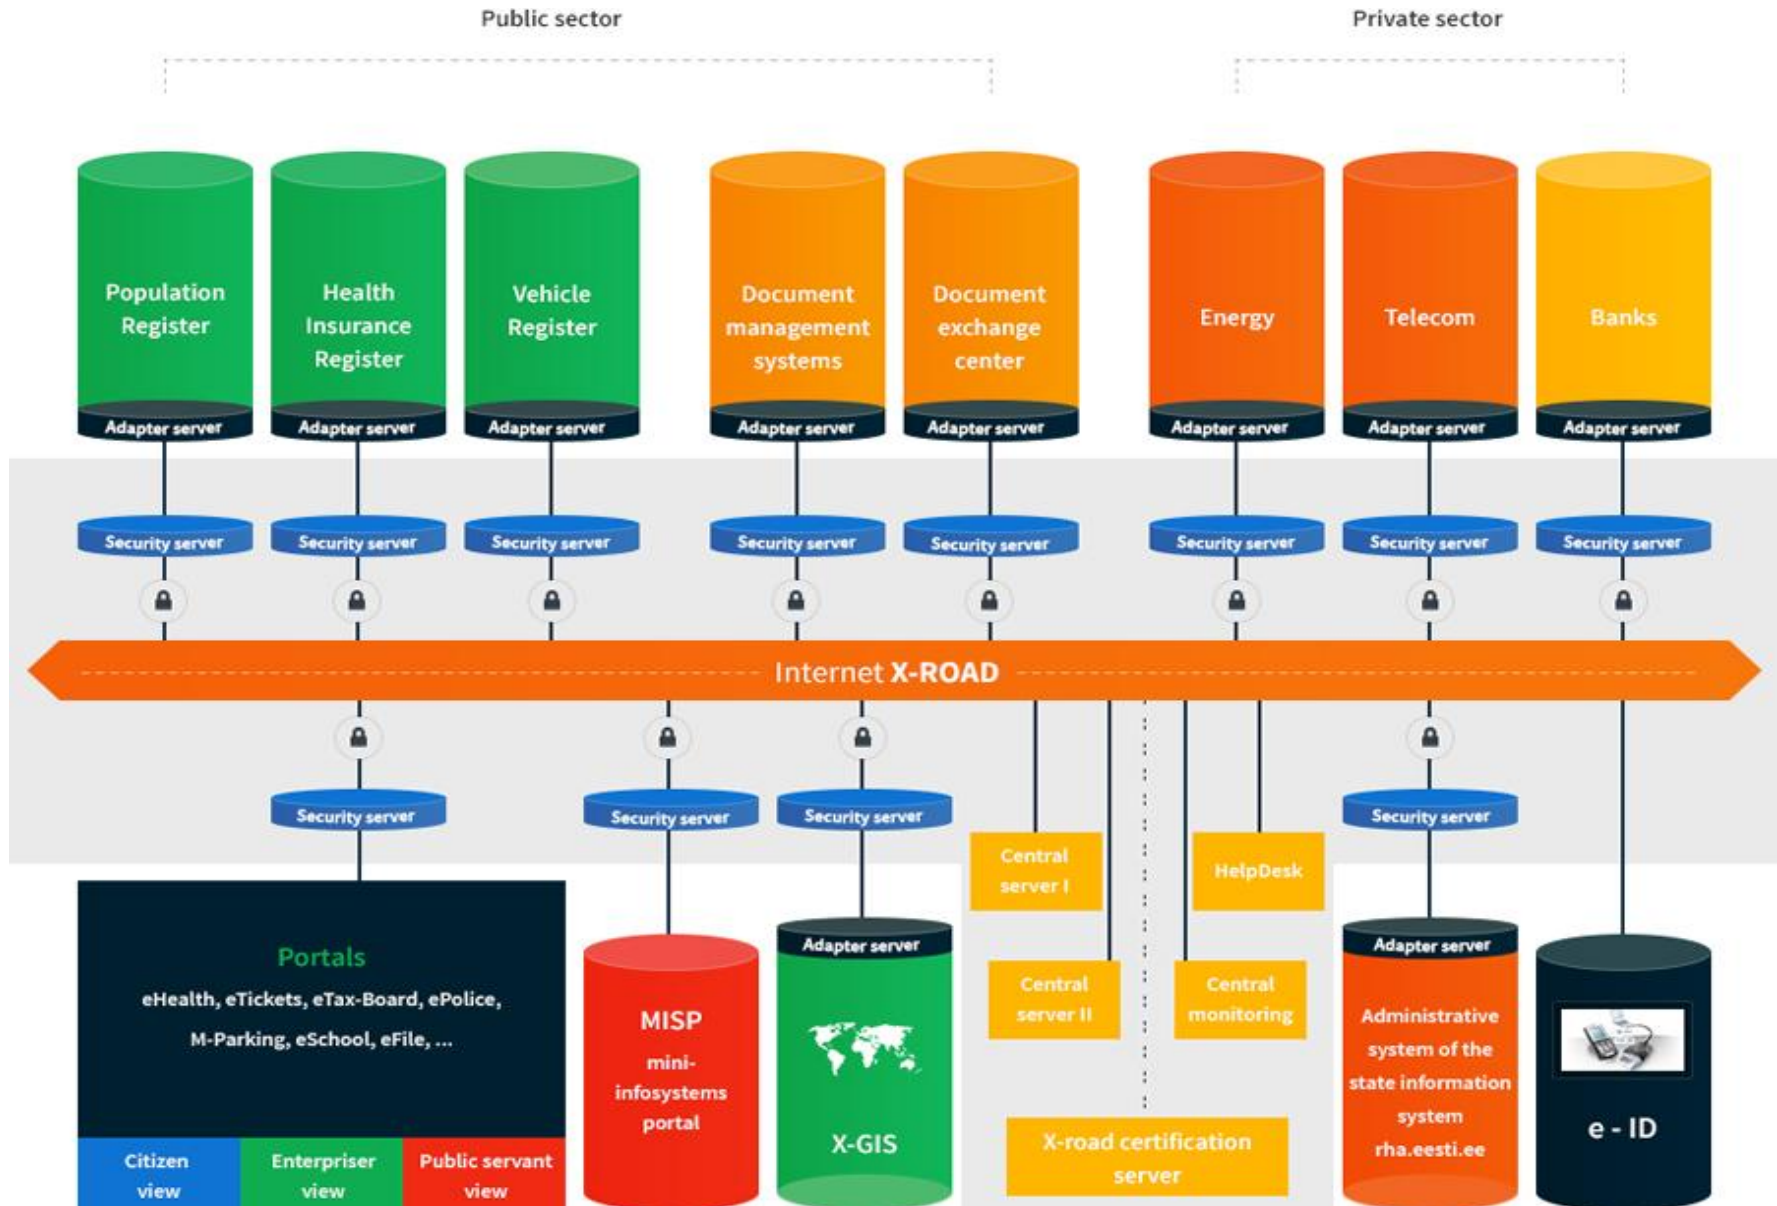 Public sector
Private sector
Population
Register
Health
Insurance
Register
Vehicle
Register
Document
management
systems
Document
exchange
center
Energy
Telecom
Banks
Adapter server
Adapter server
Adapter server
Adapter server
Adapter server
Adapter server
Adapter server
Adapter server
Security server
Security server
Security server
Security server
Security server
Security server
Security server
Security server
Internet X-ROAD
Security server
Security server
Security server
Security server
Portals
eHealth, eTickets, eTax-Board, ePolice,
M-Parking, eSchool, eFile, ...
Citizen
view
Enterpriser
view
Public servant
view
MISP
mini-
infosystems
portal
Adapter server
X-GIS
Central
server I
HelpDesk
Central
server II
Central
monitoring
X-road certification
server
Adapter server
Administrative
system of the
state information
system
rha.eesti.ee
e - ID